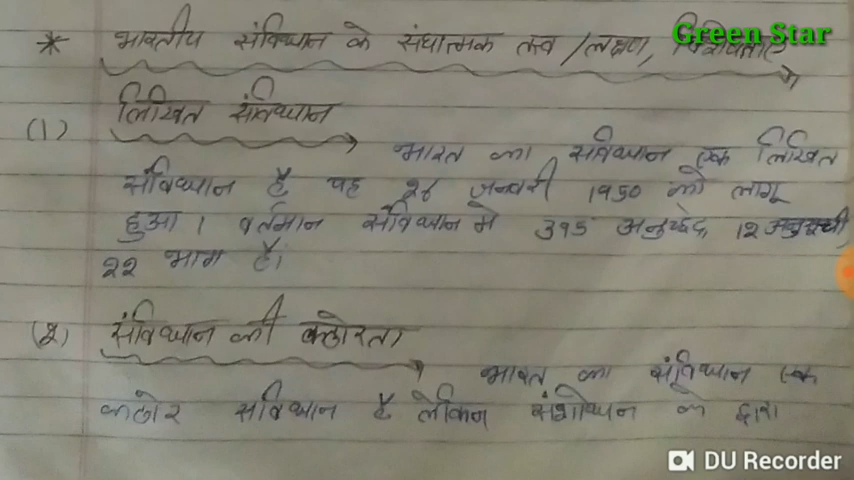 Green Star
* भारतीय संविधान के संघात्मक तत्व / लक्षण, विशेषताएं
(1) लिखित संविधान
भारत का संविधान एक लिखित
संविधान है यह 26 जनवरी 1950 को लागू
हुआ। वर्तमान संविधान मे 395 अनुच्छेद, 12 अनुसूची,
22 भाग है।
(2) संविधान की कठोरता
भारत का संविधान एक
कठोर संविधान है लेकिन संशोधन के द्वारा
DU Recorder